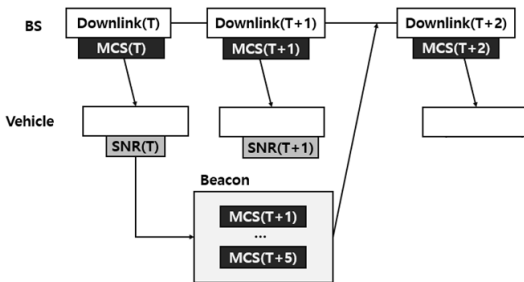 BS
Downlink(T)
Downlink(T+1)
Downlink(T+2)
MCS(T)
MCS(T+1)
MCS(T+2)
Vehicle
SNR(T)
SNR(T+1)
Beacon
MCS(T+1)
...
MCS(T+5)